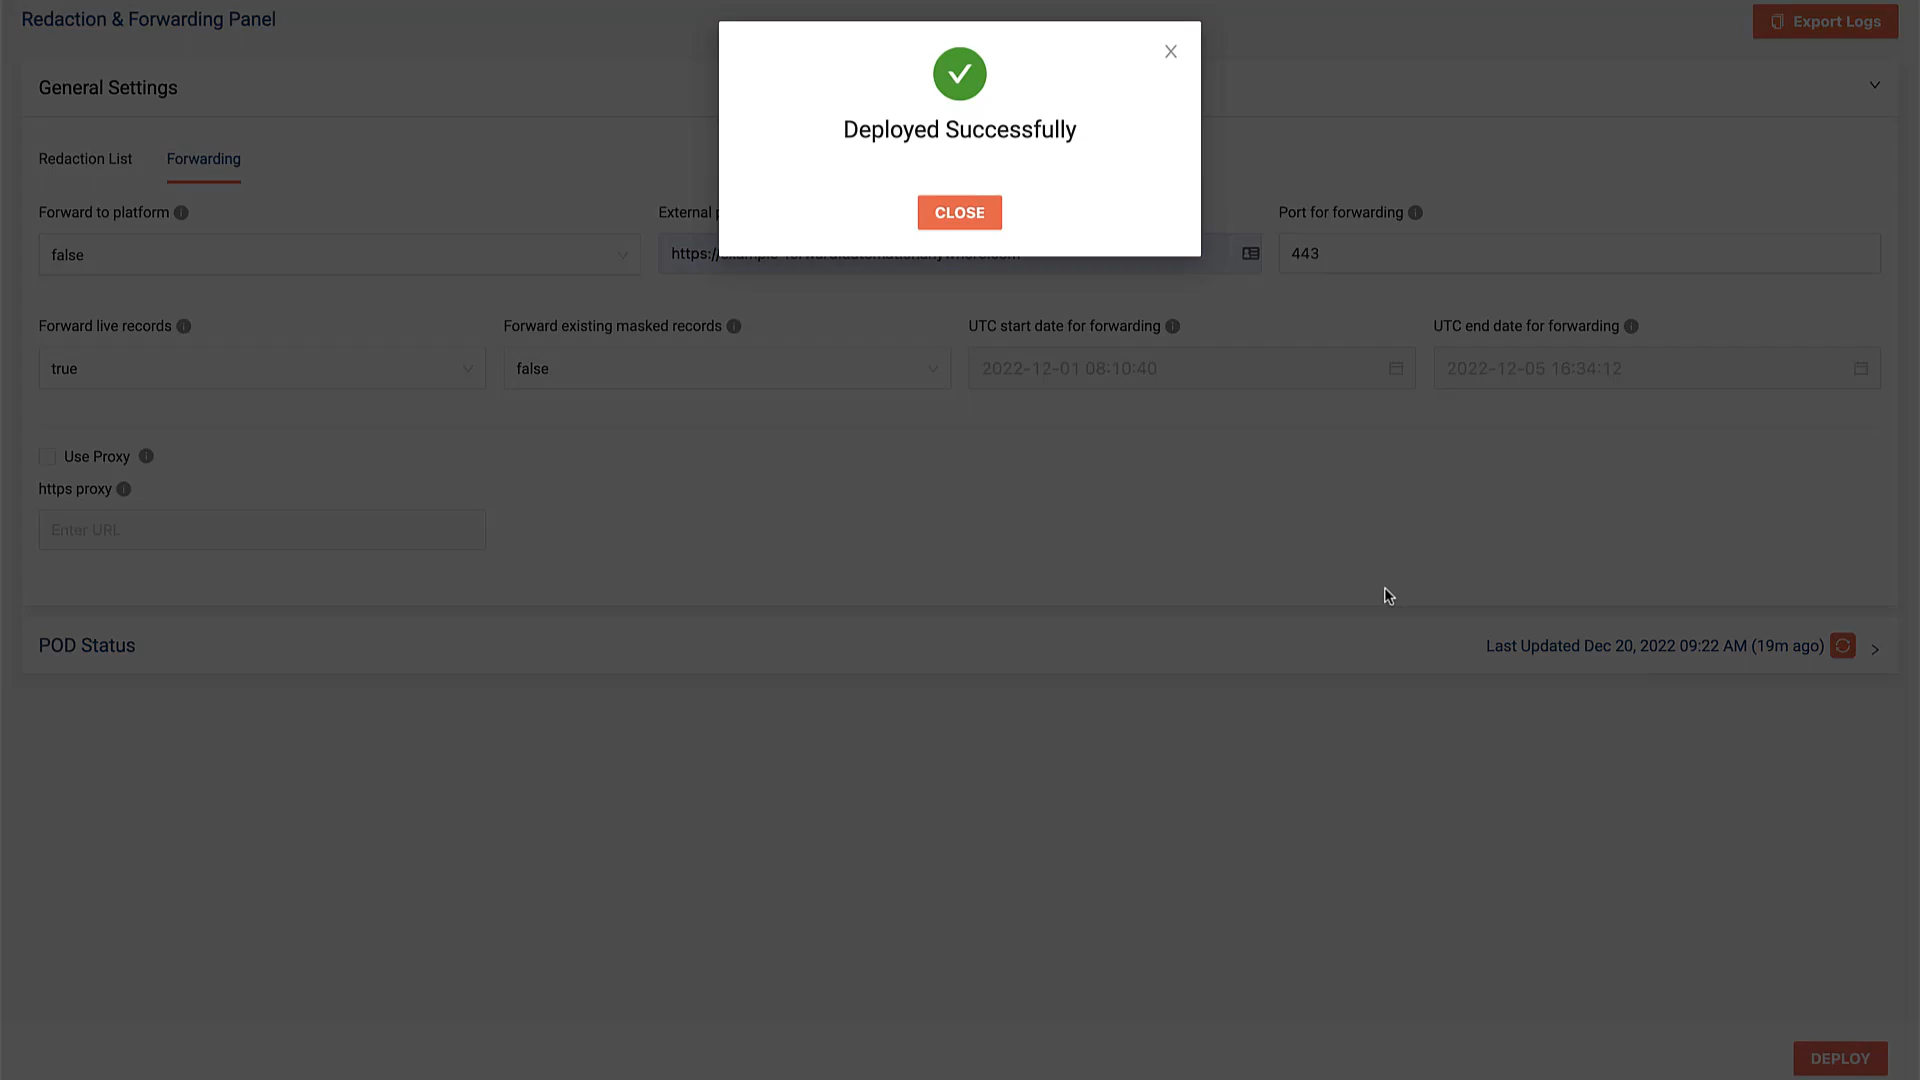 Redaction & Forwarding Panel
Export Logs
General Settings
Deployed Successfully
CLOSE
Redaction List
Forwarding
Forward to platform
External
Port for forwarding
false
https://
443
Forward live records
Forward existing masked records
UTC start date for forwarding
UTC end date for forwarding
true
false
2022-12-01 08:10:40
2022-12-05 16:34:12
Use Proxy
https proxy
Enter URL
POD Status
Last Updated Dec 20, 2022 09:22 AM (19m ago)
DEPLOY